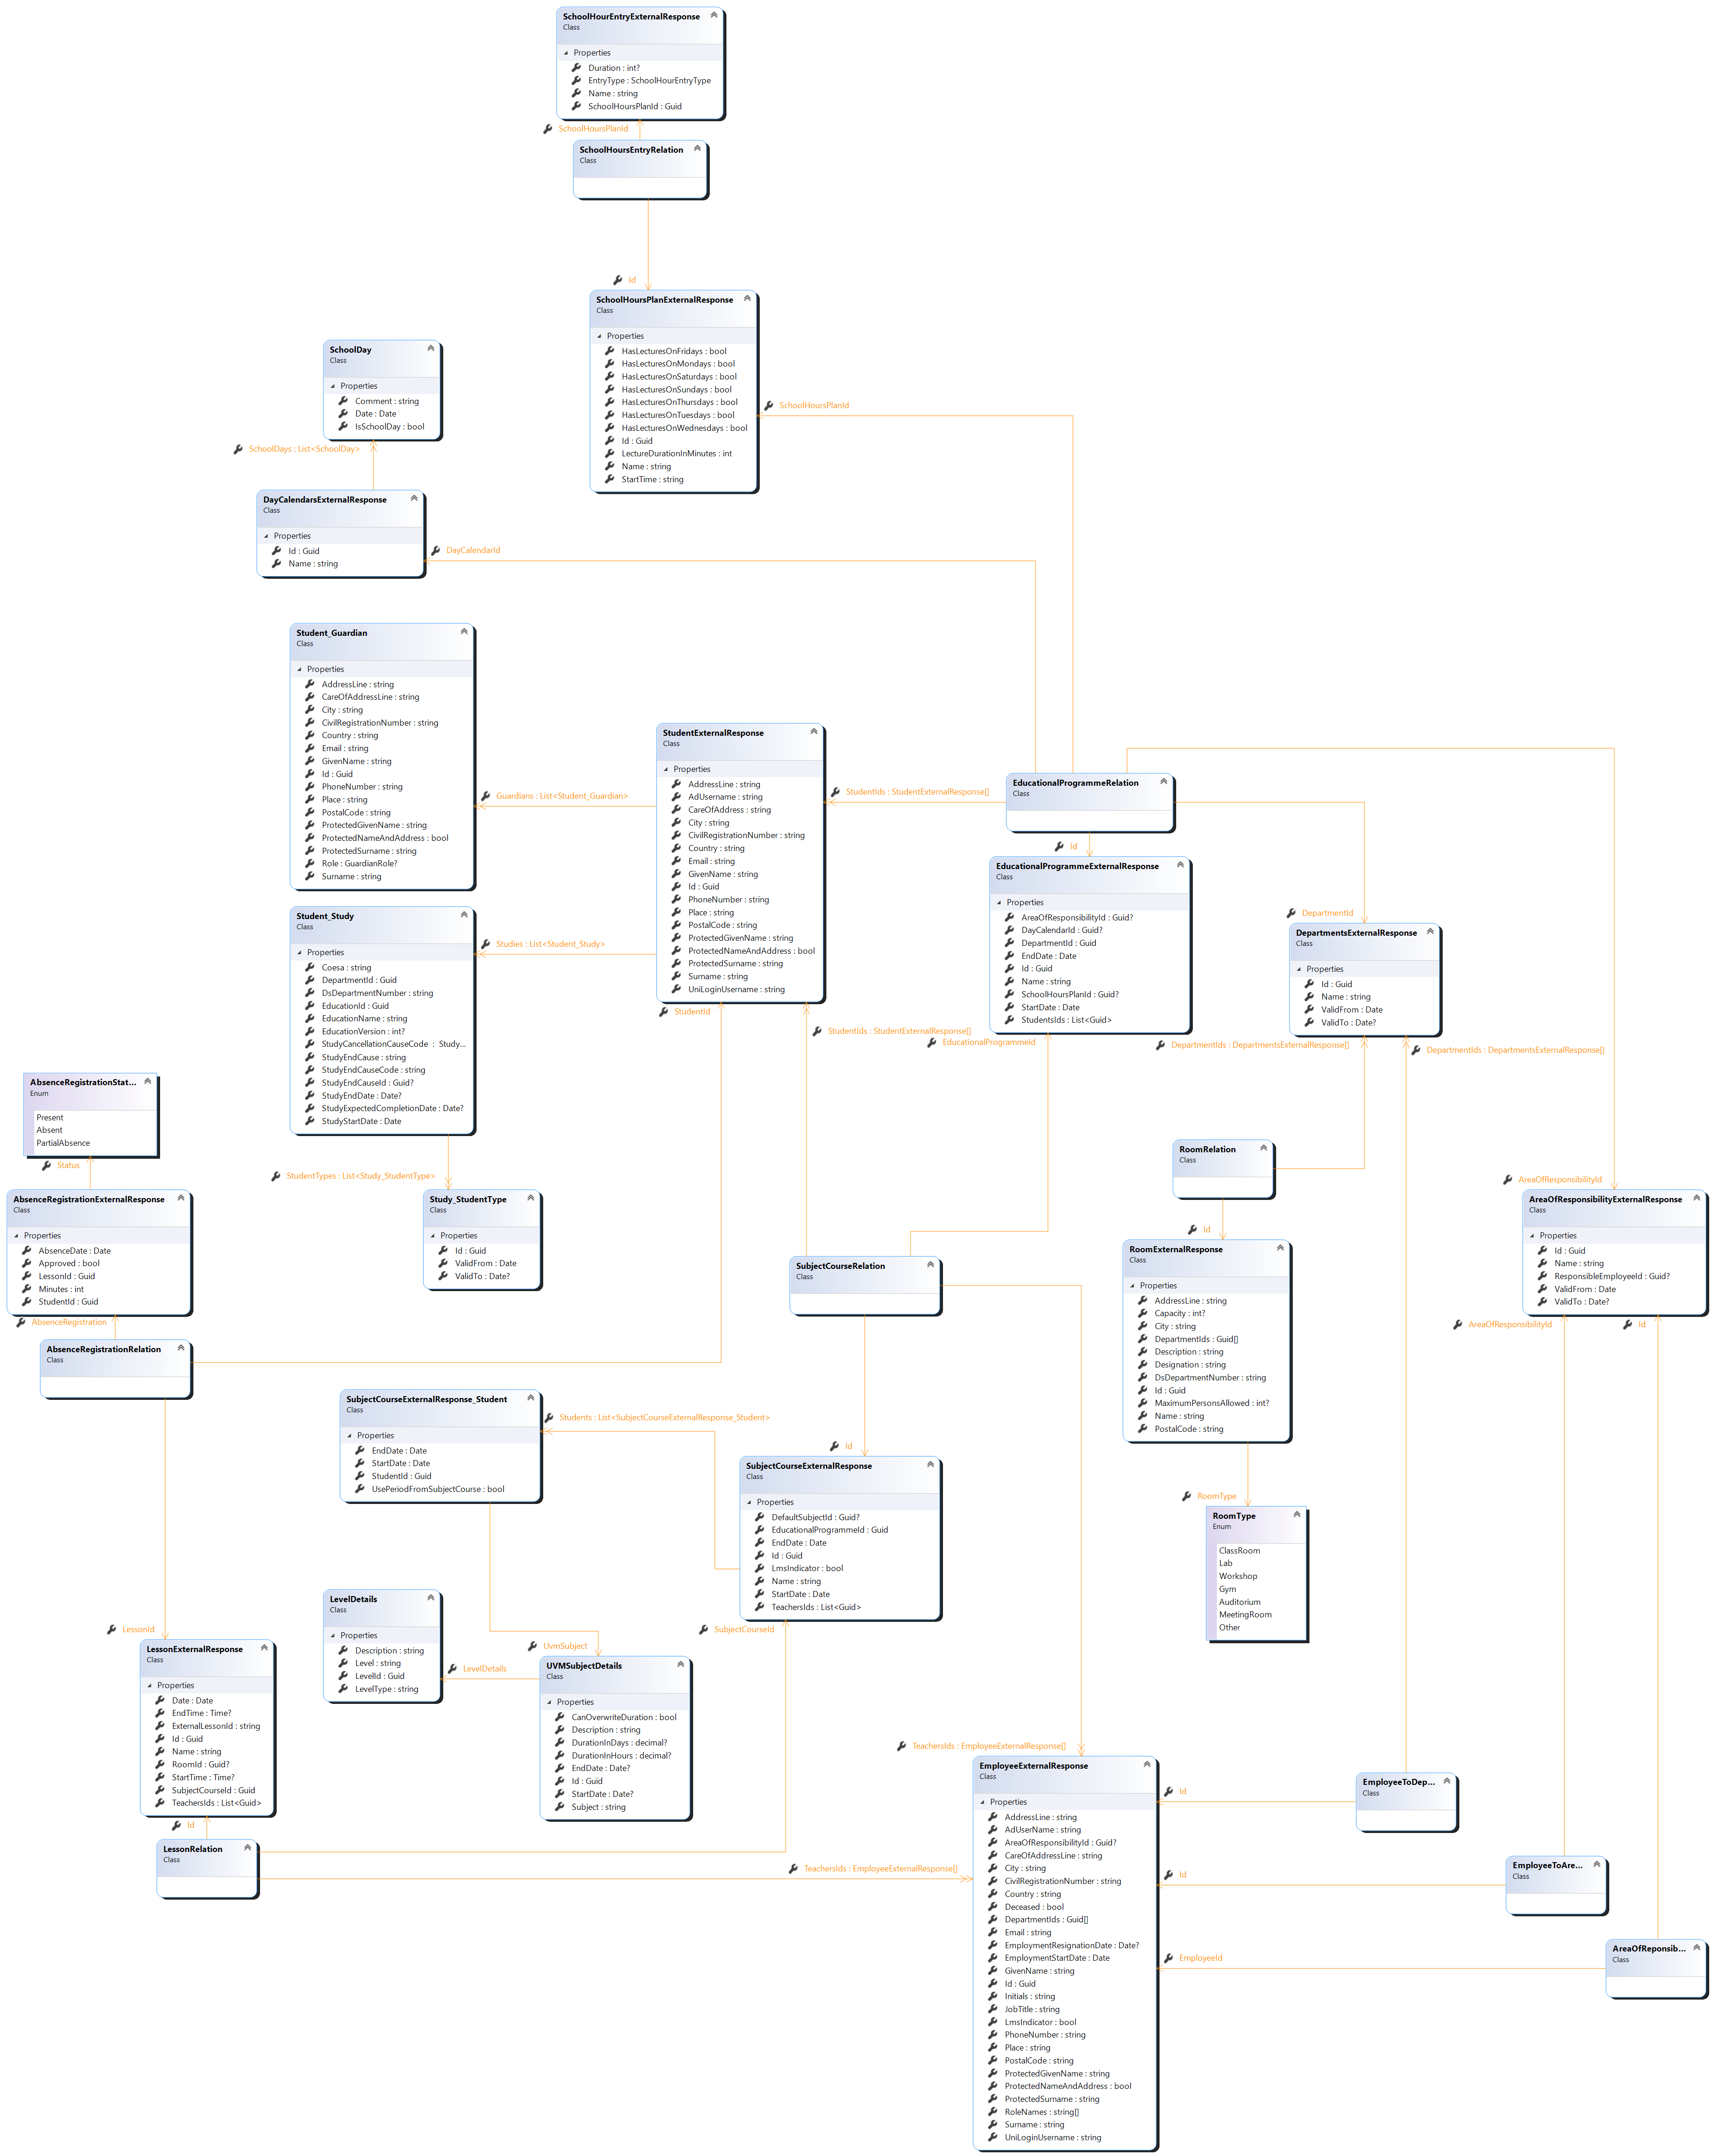 SchoolHourEntryExternalResponse
Class
Properties
Duration : int?
EntryType : SchoolHourEntryType
Name : string
SchoolHoursPlanId : Guid
SchoolHoursPlanId
SchoolHoursEntryRelation
Class
Id
SchoolHoursPlanExternalResponse
Class
Properties
HasLecturesOnFridays : bool
HasLecturesOnMondays : bool
HasLecturesOnSaturdays : bool
HasLecturesOnSundays : bool
HasLecturesOnThursdays : bool
HasLecturesOnTuesdays : bool
HasLecturesOnWednesdays : bool
Id : Guid
LectureDurationInMinutes : int
Name : string
StartTime : string
SchoolHoursPlanId
SchoolDay
Class
Properties
Comment : string
Date : Date
IsSchoolDay : bool
SchoolDays : List<SchoolDay>
DayCalendarsExternalResponse
Class
Properties
Id : Guid
Name : string
DayCalendarId
Student_Guardian
Class
Properties
AddressLine : string
CareOfAddressLine : string
City : string
CivilRegistrationNumber : string
Country : string
Email : string
GivenName : string
Id : Guid
PhoneNumber : string
Place : string
PostalCode : string
ProtectedGivenName : string
ProtectedNameAndAddress : bool
ProtectedSurname : string
Role : GuardianRole?
Surname : string
Guardians : List<Student_Guardian>
StudentExternalResponse
Class
Properties
AddressLine : string
AdUsername : string
CareOfAddress : string
City : string
CivilRegistrationNumber : string
Country : string
Email : string
GivenName : string
Id : Guid
PhoneNumber : string
Place : string
PostalCode : string
ProtectedGivenName : string
ProtectedNameAndAddress : bool
ProtectedSurname : string
Surname : string
UniLoginUsername : string
StudentIds : StudentExternalResponse[]
EducationalProgrammeRelation
Class
Id
EducationalProgrammeExternalResponse
Class
Properties
AreaOfResponsibilityId : Guid?
DayCalendarId : Guid?
DepartmentId : Guid
EndDate : Date
Id : Guid
Name : string
SchoolHoursPlanId : Guid?
StartDate : Date
StudentsIds : List<Guid>
DepartmentId
DepartmentsExternalResponse
Class
Properties
Id : Guid
Name : string
ValidFrom : Date
ValidTo : Date?
Student_Study
Class
Properties
Coesa : string
DepartmentId : Guid
DsDepartmentNumber : string
EducationId : Guid
EducationName : string
EducationVersion : int?
StudyCancellationCauseCode : Study...
StudyEndCause : string
StudyEndCauseCode : string
StudyEndCauseId : Guid?
StudyEndDate : Date?
StudyExpectedCompletionDate : Date?
StudyStartDate : Date
Studies : List<Student_Study>
StudentId
StudentIds : StudentExternalResponse[]
EducationalProgrammeId
DepartmentIds : DepartmentsExternalResponse[]
DepartmentIds : DepartmentsExternalResponse[]
AbsenceRegistrationStat...
Enum
Present
Absent
PartialAbsence
Status
AbsenceRegistrationExternalResponse
Class
Properties
AbsenceDate : Date
Approved : bool
LessonId : Guid
Minutes : int
StudentId : Guid
AbsenceRegistration
AbsenceRegistrationRelation
Class
StudentTypes : List<Study_StudentType>
Study_StudentType
Class
Properties
Id : Guid
ValidFrom : Date
ValidTo : Date?
SubjectCourseRelation
Class
RoomRelation
Class
Id
RoomExternalResponse
Class
Properties
AddressLine : string
Capacity : int?
City : string
DepartmentIds : Guid[]
Description : string
Designation : string
DsDepartmentNumber : string
Id : Guid
MaximumPersonsAllowed : int?
Name : string
PostalCode : string
RoomType
RoomType
Enum
ClassRoom
Lab
Workshop
Gym
Auditorium
MeetingRoom
Other
AreaOfResponsibilityId
AreaOfResponsibilityExternalResponse
Class
Properties
Id : Guid
Name : string
ResponsibleEmployeeId : Guid?
ValidFrom : Date
ValidTo : Date?
AreaOfResponsibilityId
Id
SubjectCourseExternalResponse_Student
Class
Properties
EndDate : Date
StartDate : Date
StudentId : Guid
UsePeriodFromSubjectCourse : bool
Students : List<SubjectCourseExternalResponse_Student>
Id
SubjectCourseExternalResponse
Class
Properties
DefaultSubjectId : Guid?
EducationalProgrammeId : Guid
EndDate : Date
Id : Guid
LmsIndicator : bool
Name : string
StartDate : Date
TeachersIds : List<Guid>
SubjectCourseId
LevelDetails
Class
Properties
Description : string
Level : string
LevelId : Guid
LevelType : string
LevelDetails
UvmSubject
UVMSubjectDetails
Class
Properties
CanOverwriteDuration : bool
Description : string
DurationInDays : decimal?
DurationInHours : decimal?
EndDate : Date?
Id : Guid
StartDate : Date?
Subject : string
LessonId
LessonExternalResponse
Class
Properties
Date : Date
EndTime : Time?
ExternalLessonId : string
Id : Guid
Name : string
RoomId : Guid?
StartTime : Time?
SubjectCourseId : Guid
TeachersIds : List<Guid>
Id
LessonRelation
Class
TeachersIds : EmployeeExternalResponse[]
TeachersIds : EmployeeExternalResponse[]
EmployeeExternalResponse
Class
Properties
AddressLine : string
AdUserName : string
AreaOfResponsibilityId : Guid?
CareOfAddressLine : string
City : string
CivilRegistrationNumber : string
Country : string
Deceased : bool
DepartmentIds : Guid[]
Email : string
EmploymentResignationDate : Date?
EmploymentStartDate : Date
GivenName : string
Id : Guid
Initials : string
JobTitle : string
LmsIndicator : bool
PhoneNumber : string
Place : string
PostalCode : string
ProtectedGivenName : string
ProtectedNameAndAddress : bool
ProtectedSurname : string
RoleNames : string[]
Surname : string
UniLoginUsername : string
Id
EmployeeToDep...
Class
Id
EmployeeToAre...
Class
EmployeeId
AreaOfReponsib...
Class